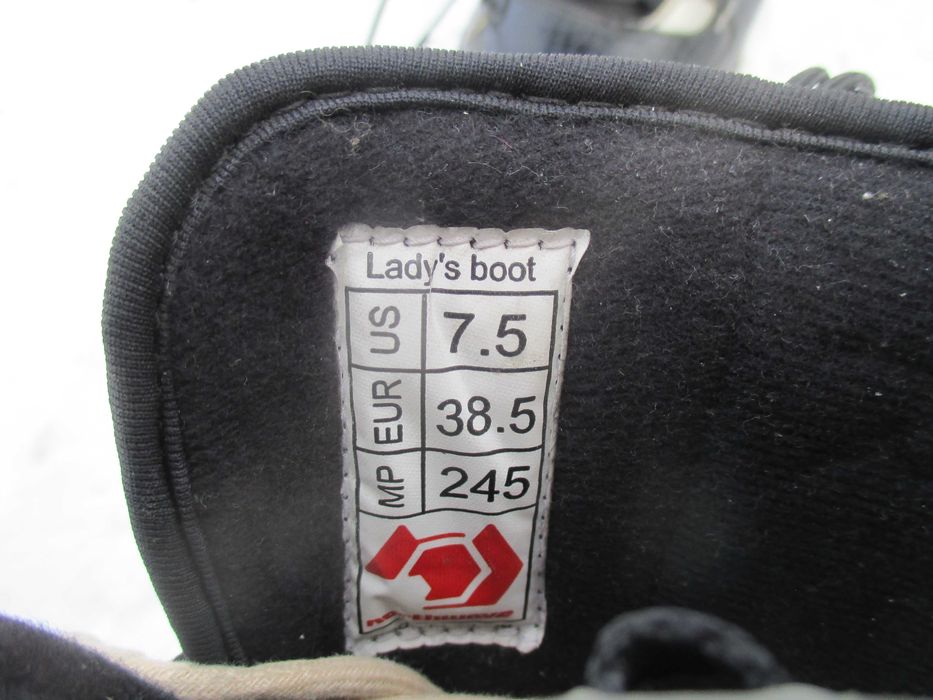 Lady's boot
US 7.5
EUR 38.5
MP 245